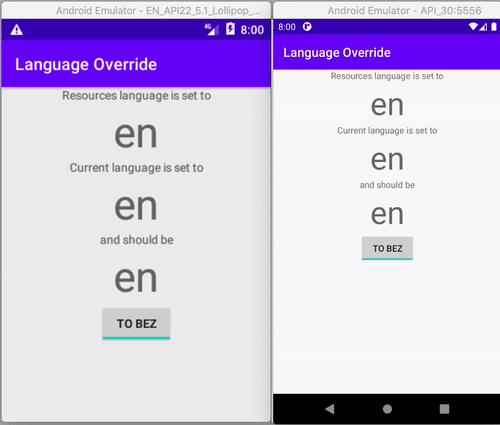 Android Emulator - EN_API22_5.1_Lollipop_...
4G 8:00
Language Override
Resources language is set to
en
Current language is set to
en
and should be
en
TO BEZ
Android Emulator - API_30:5556
8:00
Language Override
Resources language is set to
en
Current language is set to
en
and should be
en
TO BEZ